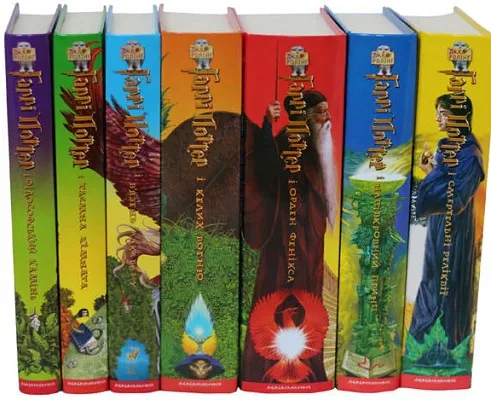 Гаррі Поттер
і філософський камінь
Гаррі Поттер
і таємна кімната
Гаррі Поттер
і в'язень
Гаррі Поттер
і келих вогню
Гаррі Поттер
і Орден Фенікса
Гаррі Поттер
і напівкровний принц
Гаррі Поттер
і смертельні реліквії